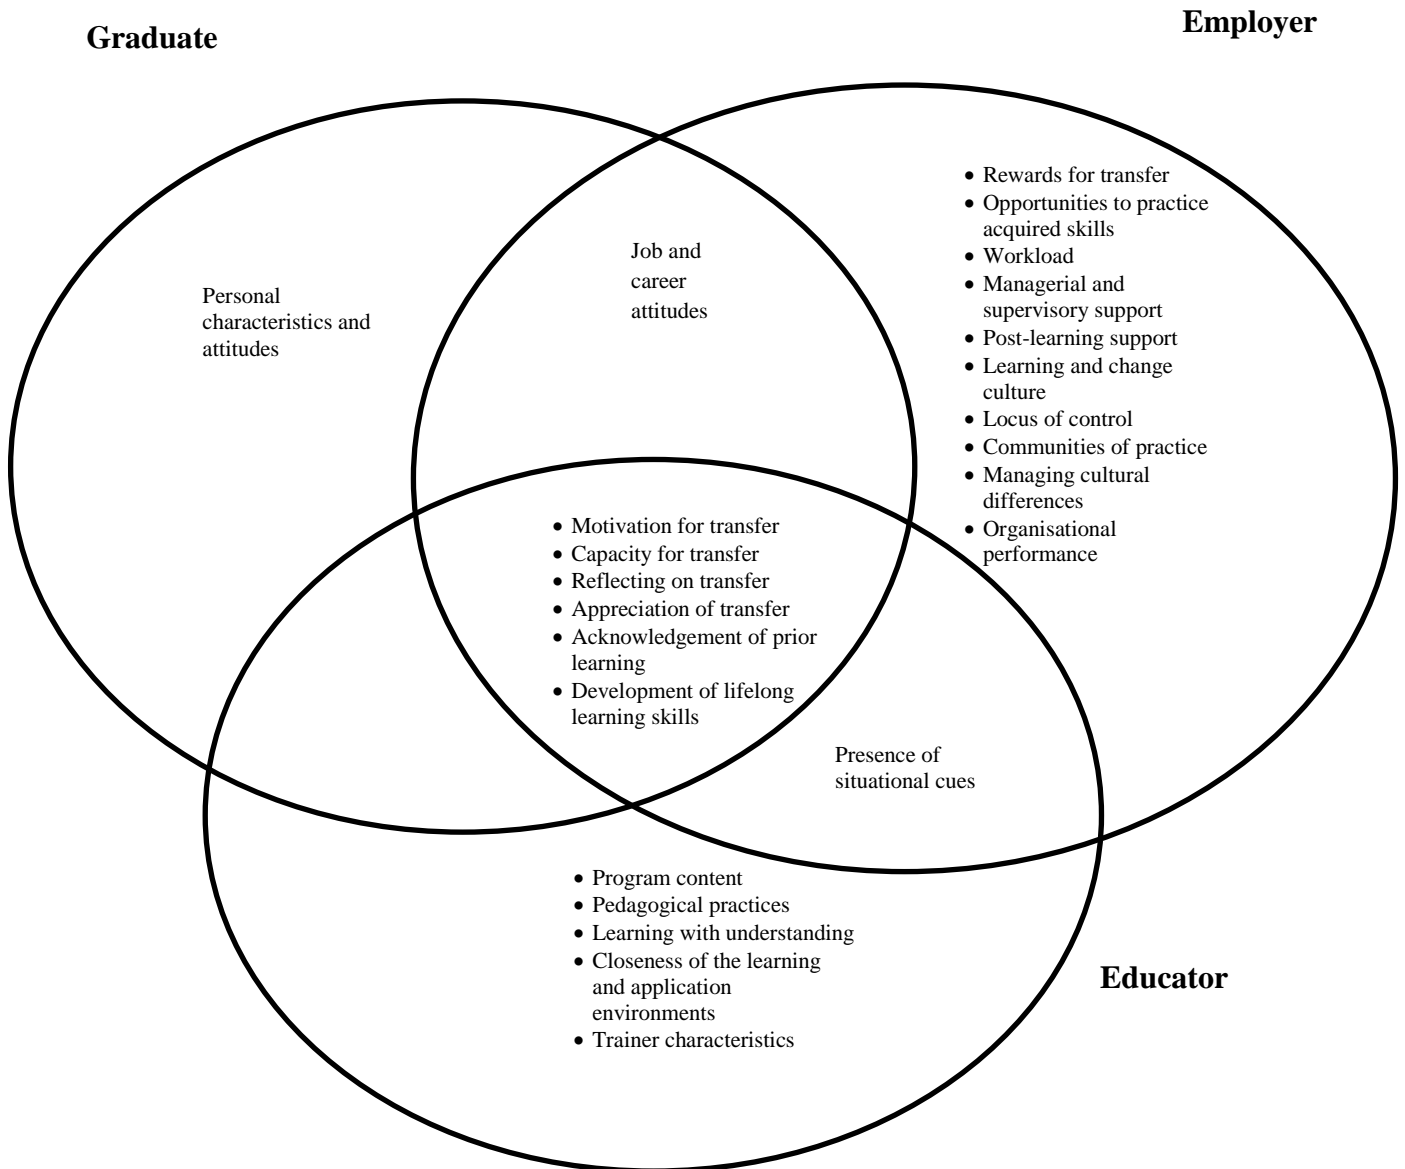 Graduate
Employer
Personal
characteristics and
attitudes
Job and
career
attitudes
• Rewards for transfer
• Opportunities to practice
acquired skills
• Workload
• Managerial and
supervisory support
• Post-learning support
• Learning and change
culture
• Locus of control
• Communities of practice
• Managing cultural
differences
• Organisational
performance
• Motivation for transfer
• Capacity for transfer
• Reflecting on transfer
• Appreciation of transfer
• Acknowledgement of prior
learning
• Development of lifelong
learning skills
Presence of
situational cues
• Program content
• Pedagogical practices
• Learning with understanding
• Closeness of the learning
and application
environments
• Trainer characteristics
Educator